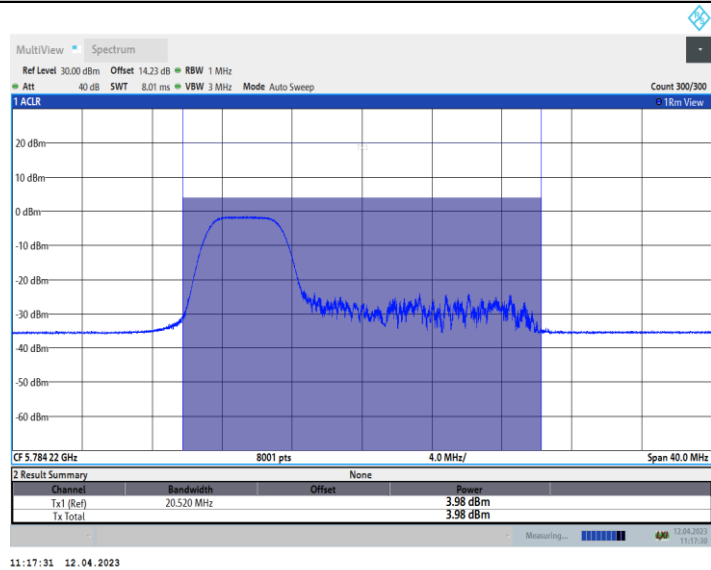 MultiView Spectrum
Ref Level 30.00 dBm Offset 14.23 dB RBW 1 MHz
Att 40 dB SWT 8.01 ms VBW 3 MHz Mode Auto Sweep Count 300/300
1 ACLR 1Rm View
20 dBm
10 dBm
0 dBm
-10 dBm
-20 dBm
-30 dBm
-40 dBm
-50 dBm
-60 dBm
CF 5.784 22 GHz 8001 pts 4.0 MHz/ Span 40.0 MHz
2 Result Summary None
Channel Bandwidth Offset Power
Tx1 (Ref) 20.520 MHz 3.98 dBm
Tx Total 3.98 dBm
Measuring... 12.04.2023
11:17:30
11:17:31 12.04.2023